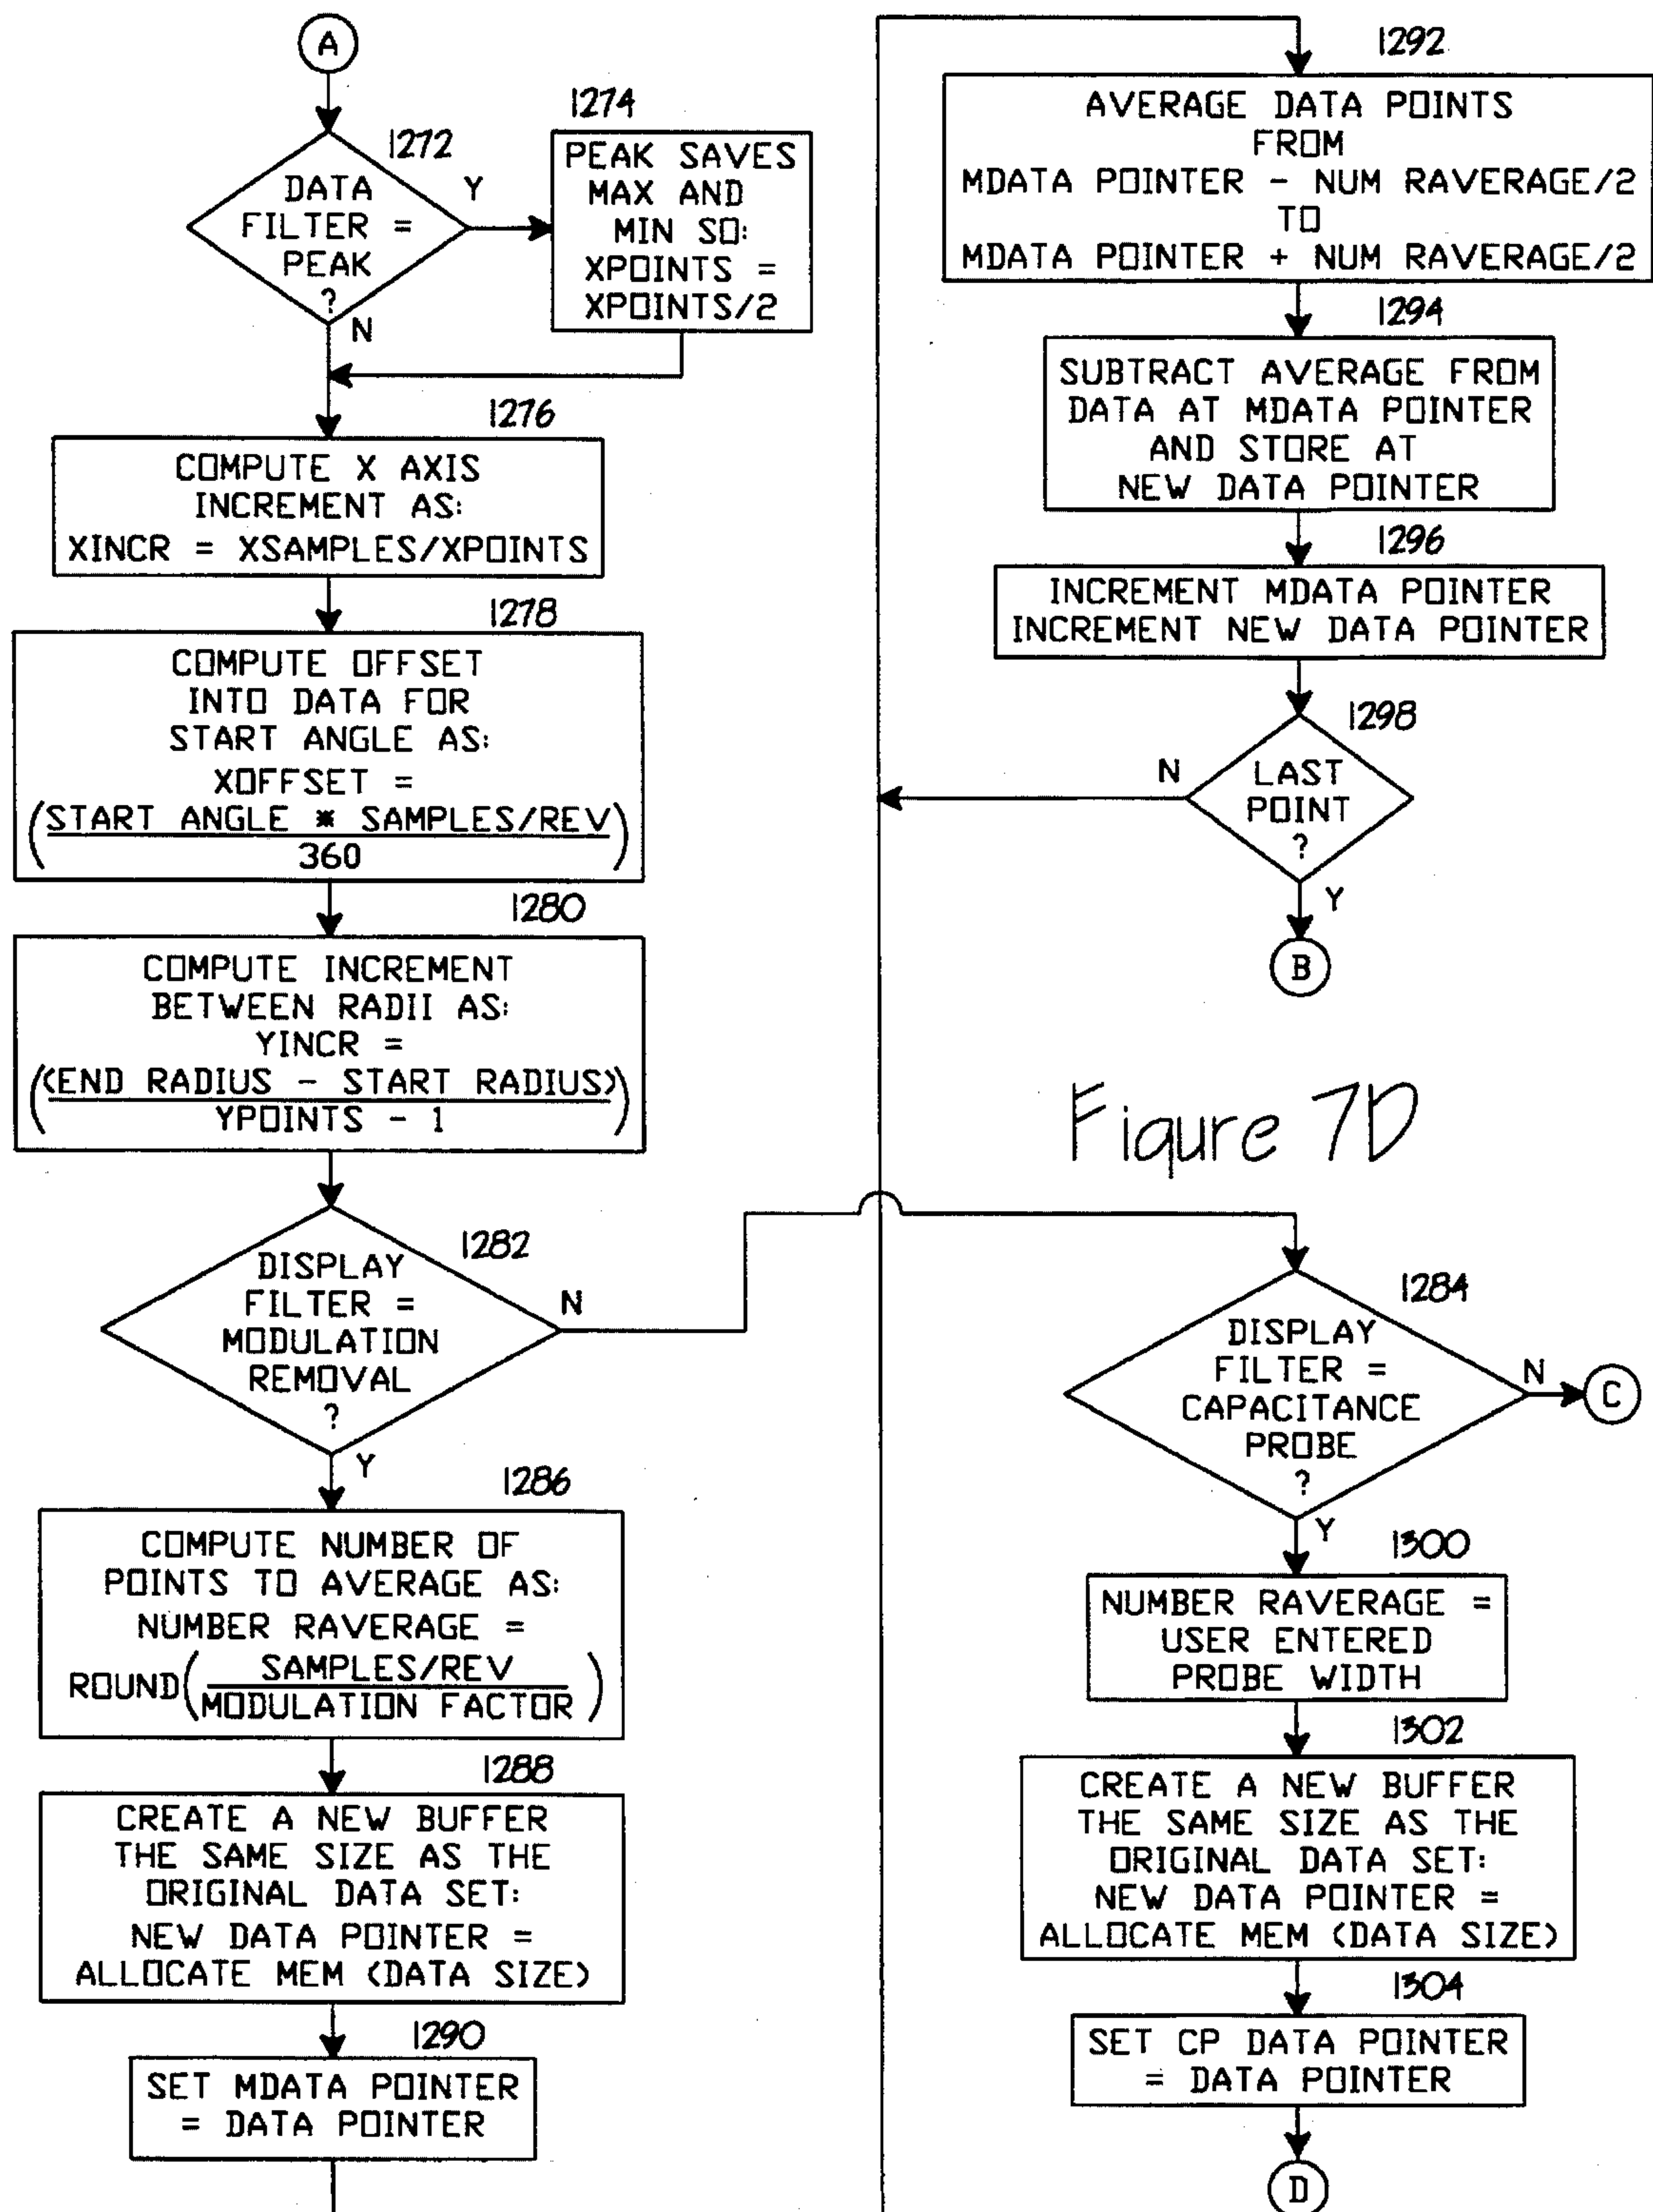 A
1272
DATA
FILTER =
PEAK
?
Y
N
1274
PEAK SAVES
MAX AND
MIN SO:
XPOINTS =
XPOINTS/2
1276
COMPUTE X AXIS
INCREMENT AS:
XINCR = XSAMPLES/XPOINTS
1278
COMPUTE OFFSET
INTO DATA FOR
START ANGLE AS:
XOFFSET =
(START ANGLE * SAMPLES/REV)
360
1280
COMPUTE INCREMENT
BETWEEN RADII AS:
YINCR =
((END RADIUS - START RADIUS))
YPOINTS - 1
1282
DISPLAY
FILTER =
MODULATION
REMOVAL
?
N
Y
1286
COMPUTE NUMBER OF
POINTS TO AVERAGE AS:
NUMBER RAVERAGE =
ROUND(SAMPLES/REV
MODULATION FACTOR)
1288
CREATE A NEW BUFFER
THE SAME SIZE AS THE
ORIGINAL DATA SET:
NEW DATA POINTER =
ALLOCATE MEM (DATA SIZE)
1290
SET MDATA POINTER
= DATA POINTER
1292
AVERAGE DATA POINTS
FROM
MDATA POINTER - NUM RAVERAGE/2
TO
MDATA POINTER + NUM RAVERAGE/2
1294
SUBTRACT AVERAGE FROM
DATA AT MDATA POINTER
AND STORE AT
NEW DATA POINTER
1296
INCREMENT MDATA POINTER
INCREMENT NEW DATA POINTER
1298
LAST
POINT
?
N
Y
B
Figure 7D
1284
DISPLAY
FILTER =
CAPACITANCE
PROBE
?
N
C
Y
1300
NUMBER RAVERAGE =
USER ENTERED
PROBE WIDTH
1302
CREATE A NEW BUFFER
THE SAME SIZE AS THE
ORIGINAL DATA SET:
NEW DATA POINTER =
ALLOCATE MEM (DATA SIZE)
1304
SET CP DATA POINTER
= DATA POINTER
D